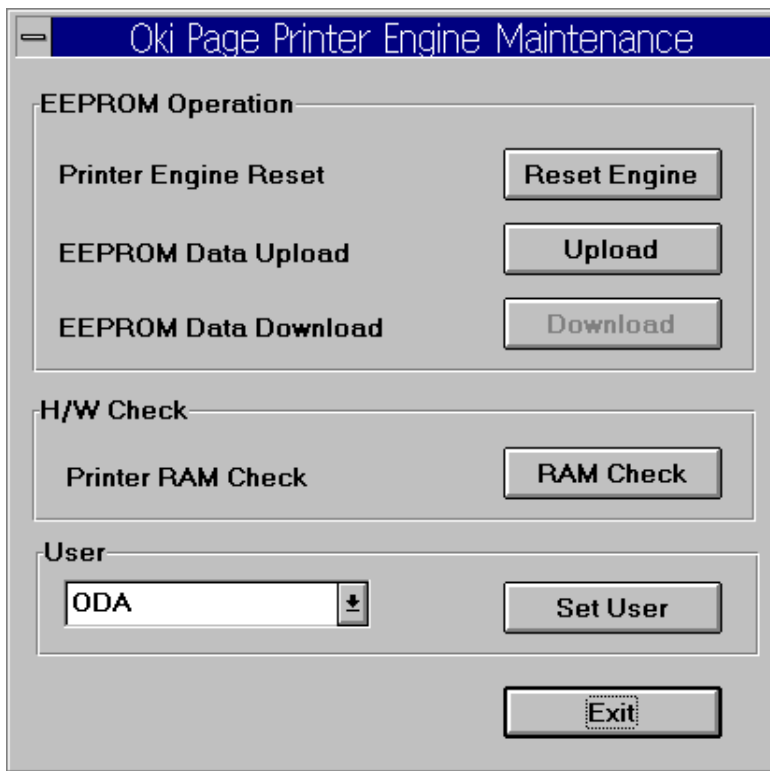 Oki Page Printer Engine Maintenance
EEPROM Operation
Printer Engine Reset Reset Engine
EEPROM Data Upload Upload
EEPROM Data Download Download
H/W Check
Printer RAM Check RAM Check
User
ODA Set User
Exit